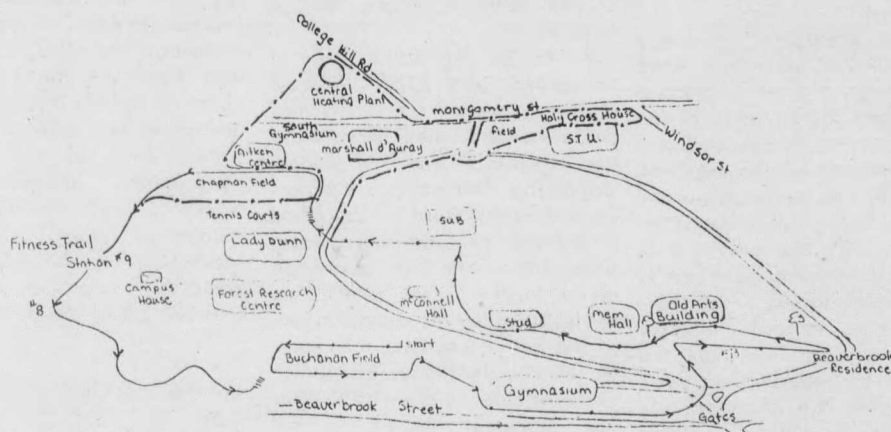 College Hill Rd
Central
Heating Plant
Montgomery St
Holy Cross House
Windsor St
South
Gymnasium
Field
S.T.U.
Aitken
Centre
Marshall d'Auray
Chapman Field
Tennis Courts
SUB
Fitness Trail
Station #9
Lady Dunn
Campus
House
Forest Research
Centre
#8
McConnell
Hall
Stud
Mem
Hall
Old Arts
Building
Start
Buchanan Field
Beaverbrook
Residence
Gymnasium
Beaverbrook Street
Gates